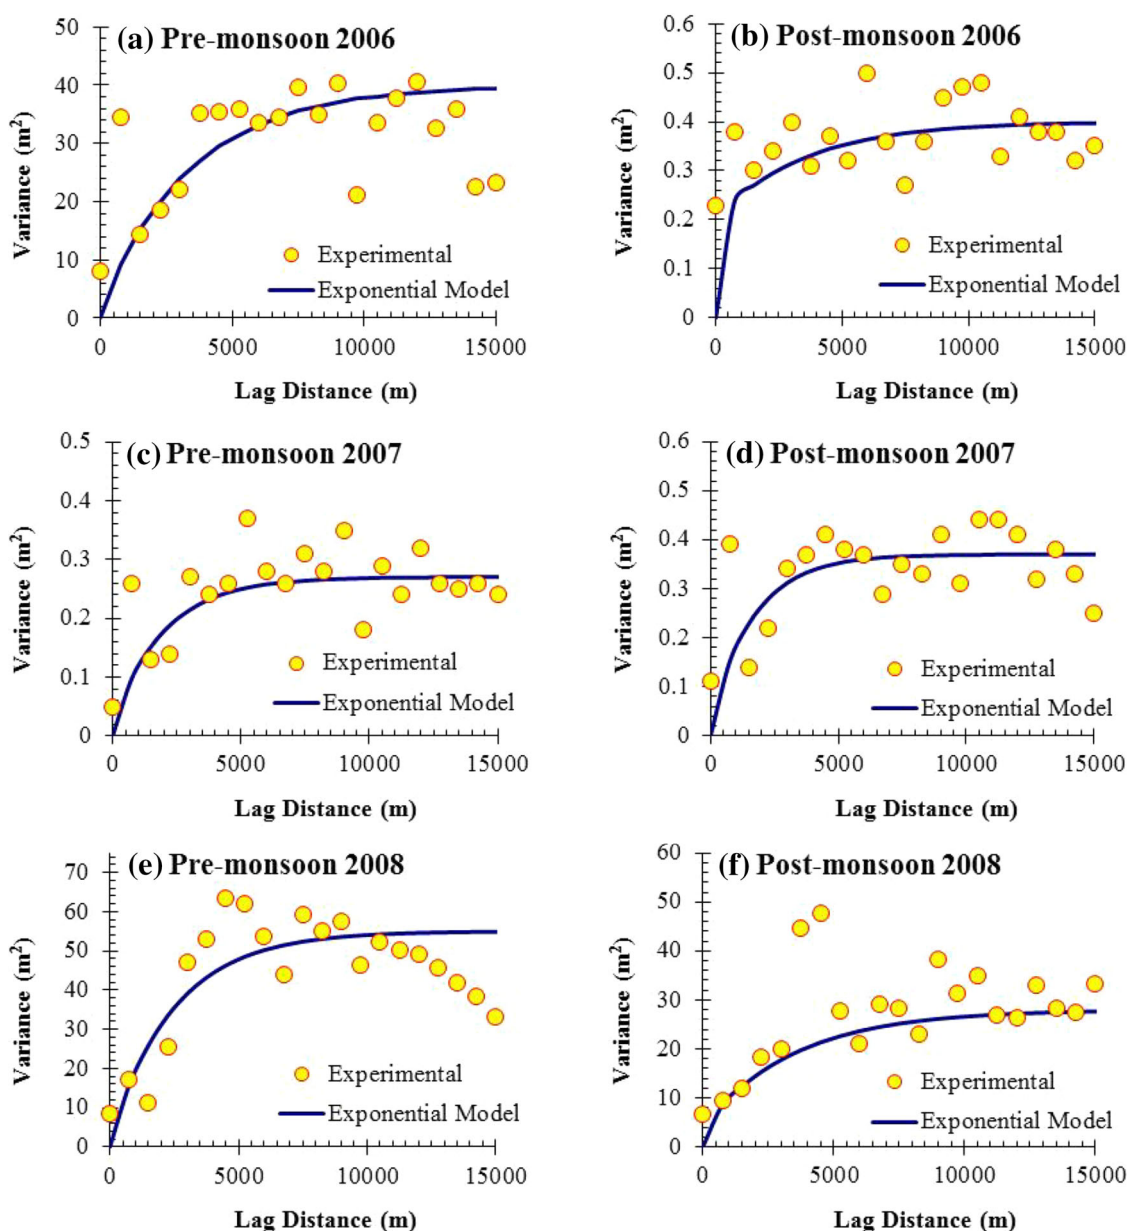 (a) Pre-monsoon 2006
50
40
30
20
10
0
Variance (m²)
Experimental
Exponential Model
0 5000 10000 15000
Lag Distance (m)
(b) Post-monsoon 2006
0.6
0.5
0.4
0.3
0.2
0.1
0
Variance (m²)
Experimental
Exponential Model
0 5000 10000 15000
Lag Distance (m)
(c) Pre-monsoon 2007
0.5
0.4
0.3
0.2
0.1
0
Variance (m²)
Experimental
Exponential Model
0 5000 10000 15000
Lag Distance (m)
(d) Post-monsoon 2007
0.6
0.5
0.4
0.3
0.2
0.1
0
Variance (m²)
Experimental
Exponential Model
0 5000 10000 15000
Lag Distance (m)
(e) Pre-monsoon 2008
70
60
50
40
30
20
10
0
Variance (m²)
Experimental
Exponential Model
0 5000 10000 15000
Lag Distance (m)
(f) Post-monsoon 2008
60
50
40
30
20
10
0
Variance (m²)
Experimental
Exponential Model
0 5000 10000 15000
Lag Distance (m)